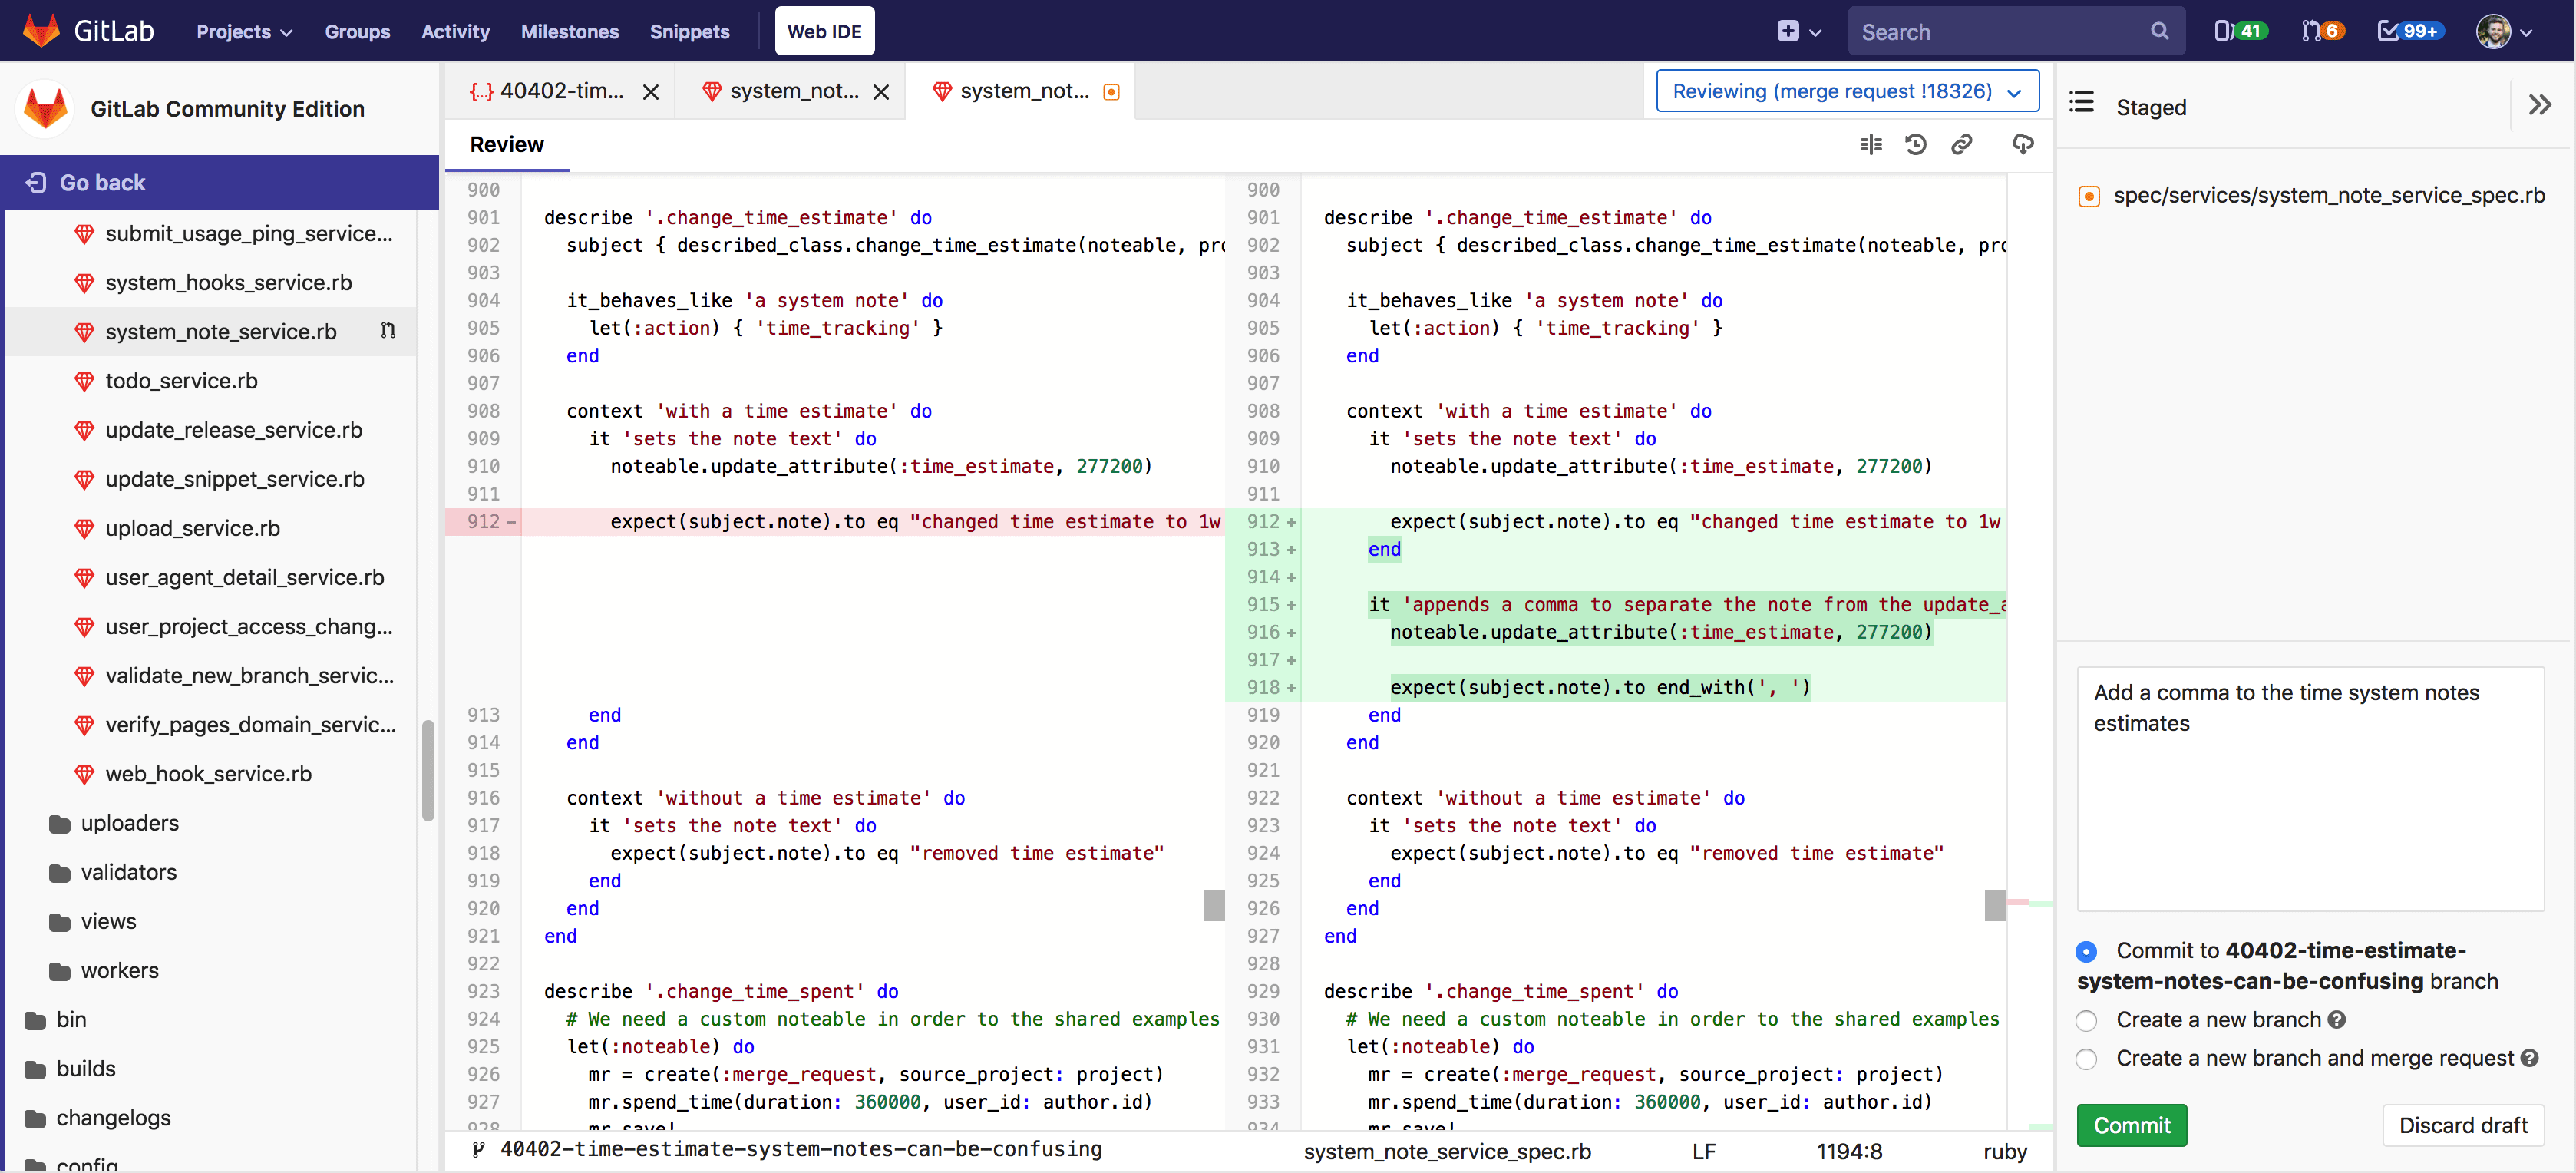 GitLab Projects Groups Activity Milestones Snippets Web IDE Search 41 6 99+
GitLab Community Edition
Go back
submit_usage_ping_service...
system_hooks_service.rb
system_note_service.rb
todo_service.rb
update_release_service.rb
update_snippet_service.rb
upload_service.rb
user_agent_detail_service.rb
user_project_access_chang...
validate_new_branch_servic...
verify_pages_domain_servic...
web_hook_service.rb
uploaders
validators
views
workers
bin
builds
changelogs
config
{...} 40402-tim... system_not... system_not... Reviewing (merge request !18326)
Review
900
901 describe '.change_time_estimate' do
902 subject { described_class.change_time_estimate(noteable, pro
903
904 it_behaves_like 'a system note' do
905 let(:action) { 'time_tracking' }
906 end
907
908 context 'with a time estimate' do
909 it 'sets the note text' do
910 noteable.update_attribute(:time_estimate, 277200)
911
912 - expect(subject.note).to eq "changed time estimate to 1w
913 end
914 end
915
916 context 'without a time estimate' do
917 it 'sets the note text' do
918 expect(subject.note).to eq "removed time estimate"
919 end
920 end
921 end
922
923 describe '.change_time_spent' do
924 # We need a custom noteable in order to the shared examples
925 let(:noteable) do
926 mr = create(:merge_request, source_project: project)
927 mr.spend_time(duration: 360000, user_id: author.id)
928 mr.save!
900
901 describe '.change_time_estimate' do
902 subject { described_class.change_time_estimate(noteable, pro
903
904 it_behaves_like 'a system note' do
905 let(:action) { 'time_tracking' }
906 end
907
908 context 'with a time estimate' do
909 it 'sets the note text' do
910 noteable.update_attribute(:time_estimate, 277200)
911
912 + expect(subject.note).to eq "changed time estimate to 1w
913 + end
914 +
915 + it 'appends a comma to separate the note from the update_a
916 + noteable.update_attribute(:time_estimate, 277200)
917 +
918 + expect(subject.note).to end_with(', ')
919 end
920 end
921
922 context 'without a time estimate' do
923 it 'sets the note text' do
924 expect(subject.note).to eq "removed time estimate"
925 end
926 end
927 end
928
929 describe '.change_time_spent' do
930 # We need a custom noteable in order to the shared examples
931 let(:noteable) do
932 mr = create(:merge_request, source_project: project)
933 mr.spend_time(duration: 360000, user_id: author.id)
934 mr.save!
40402-time-estimate-system-notes-can-be-confusing system_note_service_spec.rb LF 1194:8 ruby
Staged
spec/services/system_note_service_spec.rb
Add a comma to the time system notes
estimates
Commit to 40402-time-estimate-
system-notes-can-be-confusing branch
Create a new branch ?
Create a new branch and merge request ?
Commit Discard draft